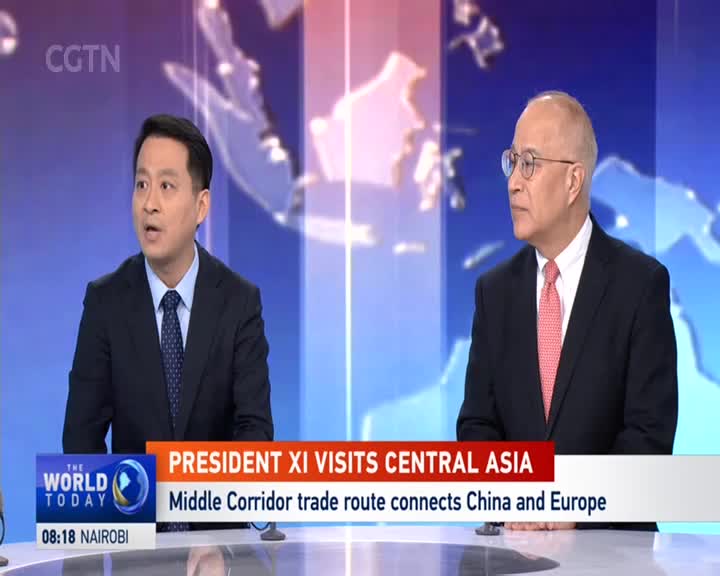 CGTN
PRESIDENT XI VISITS CENTRAL ASIA
THE
WORLD
TODAY
Middle Corridor trade route connects China and Europe
08:18 NAIROBI